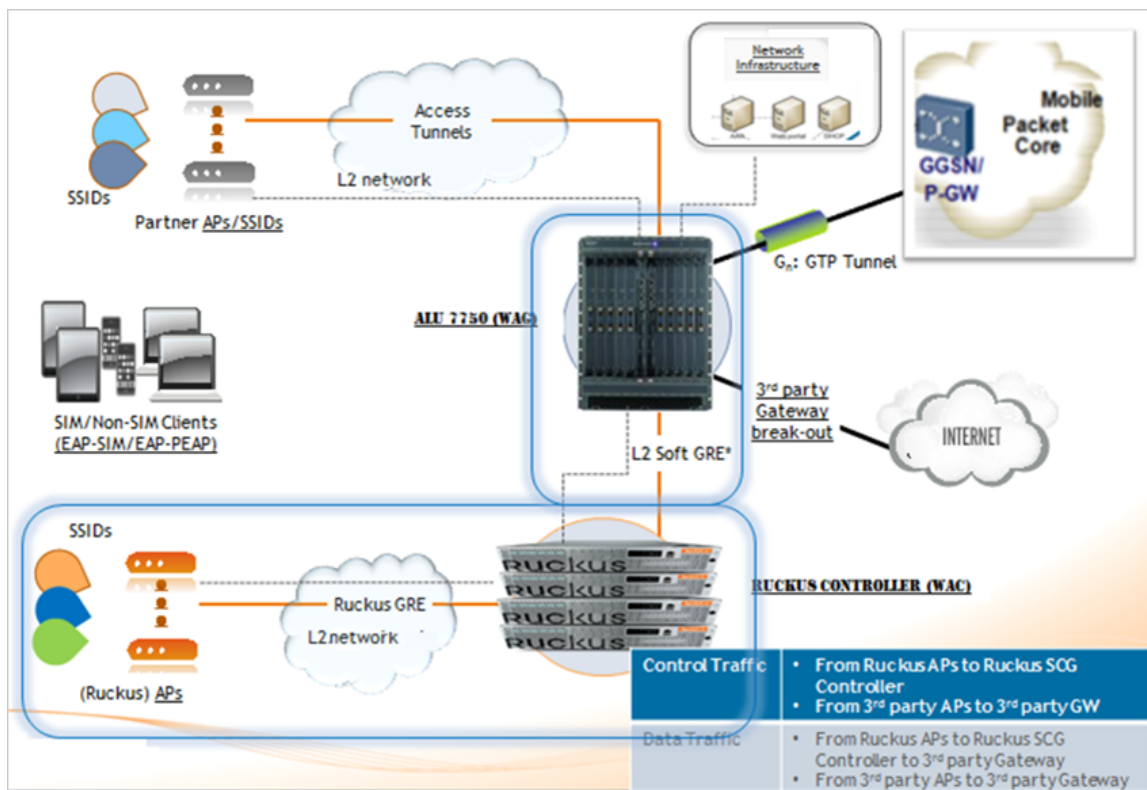 Network
Infrastructure
AAA
Web portal
DHCP
Mobile
Packet
Core
GGSN/
P-GW
Access
Tunnels
L2 network
SSIDs
Partner APs/SSIDs
Gn: GTP Tunnel
ALU 7750 (WAG)
SIM/Non-SIM Clients
(EAP-SIM/EAP-PEAP)
3rd party
Gateway
break-out
INTERNET
L2 Soft GRE*
SSIDs
Ruckus GRE
L2network
(Ruckus) APs
RUCKUS
RUCKUS
RUCKUS
RUCKUS
RUCKUS CONTROLLER (WAC)
Control Traffic
• From Ruckus APs to Ruckus SCG
Controller
• From 3rd party APs to 3rd party GW
Data Traffic
• From Ruckus APs to Ruckus SCG
Controller to 3rd party Gateway
• From 3rd party APs to 3rd party Gateway